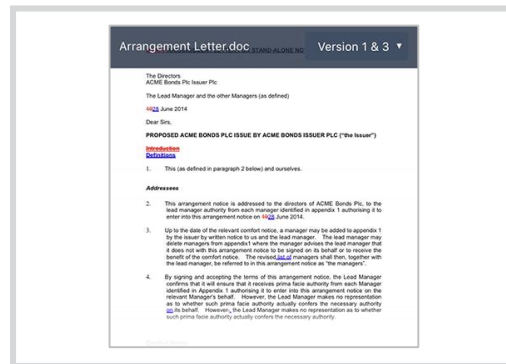 Arrangement Letter.doc
STAND-ALONE NO
Version 1 & 3
The Directors
ACME Bonds Plc Issuer Plc
The Lead Manager and the other Managers (as defined)
1028 June 2014
Dear Sirs,
PROPOSED ACME BONDS PLC ISSUE BY ACME BONDS ISSUER PLC ("the Issuer")
Introduction
Definitions
1. This (as defined in paragraph 2 below) and ourselves.
Addressees
2. This arrangement notice is addressed to the directors of ACME Bonds Plc, to the
lead manager authority from each manager identified in appendix 1 authorising it to
enter into this arrangement notice on 1028 June 2014.
3. Up to the date of the relevant comfort notice, a manager may be added to appendix 1
by the issuer by written notice to us and the lead manager. The lead manager may
delete managers from appendix1 where the manager advises the lead manager that
it does not with this arrangement notice to be signed on its behalf or to receive the
benefit of the comfort notice. The revised list of managers shall then, together with
the lead manager, be referred to in this arrangement notice as "the managers".
4. By signing and accepting the terms of this arrangement notice, the Lead Manager
confirms that it will ensure that it receives prima facie authority from each Manager
identified in Appendix 1 authorising it to enter into this arrangement notice on the
relevant Manager's behalf. However, the Lead Manager makes no representation
as to whether such prima facie authority actually confers the necessary authority
on its behalf. However, the Lead Manager makes no representation as to whether
such prima facie authority actually confers the necessary authority.